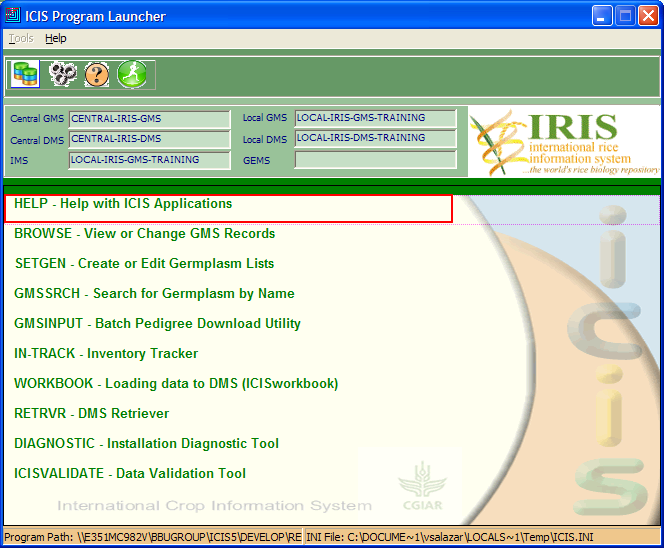 ICIS Program Launcher
Tools Help
Central GMS CENTRAL-IRIS-GMS Local GMS LOCAL-IRIS-GMS-TRAINING
Central DMS CENTRAL-IRIS-DMS Local DMS LOCAL-IRIS-DMS-TRAINING
IMS LOCAL-IRIS-GMS-TRAINING GEMS
IRIS
international rice
information system
...the world's rice biology repository
HELP - Help with ICIS Applications
BROWSE - View or Change GMS Records
SETGEN - Create or Edit Germplasm Lists
GMSSRCH - Search for Germplasm by Name
GMSINPUT - Batch Pedigree Download Utility
IN-TRACK - Inventory Tracker
WORKBOOK - Loading data to DMS (ICISworkbook)
RETRVR - DMS Retriever
DIAGNOSTIC - Installation Diagnostic Tool
ICISVALIDATE - Data Validation Tool
icis
International Crop Information System
CGIAR
Program Path: \\E351MC982V\BBUGROUP\ICIS5\DEVELOP\RE INI File: C:\DOCUME~1\vsalazar\LOCALS~1\Temp\ICIS.INI